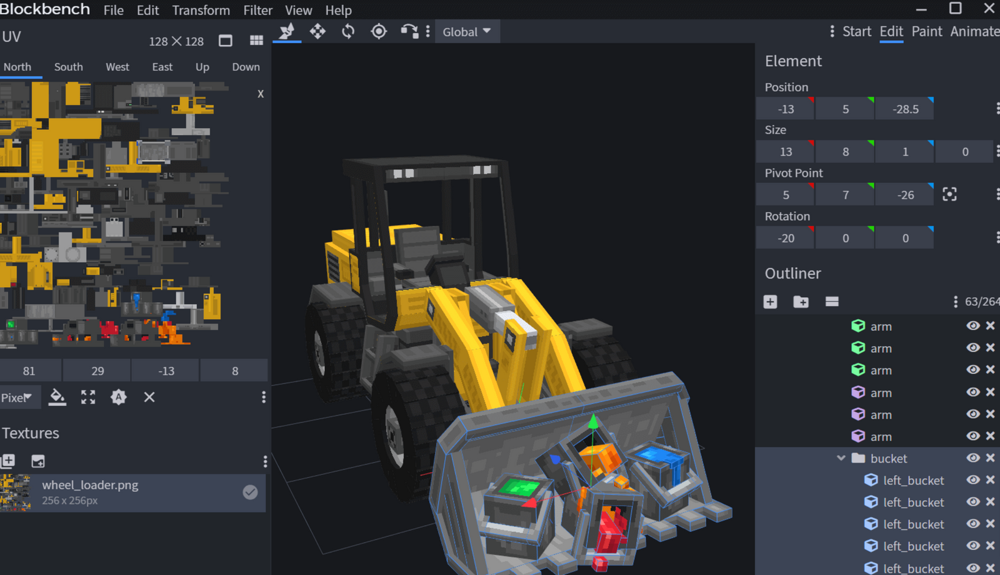 Blockbench File Edit Transform Filter View Help
UV
128 × 128
Global
Start Edit Paint Animate
North South West East Up Down
X
Element
Position
-13 5 -28.5
Size
13 8 1 0
Pivot Point
5 7 -26
Rotation
-20 0 0
Outliner
63/264
arm
arm
arm
arm
arm
arm
bucket
left_bucket
left_bucket
left_bucket
left_bucket
left_bucket
81 29 -13 8
Pixel
A
Textures
wheel_loader.png
256 x 256px